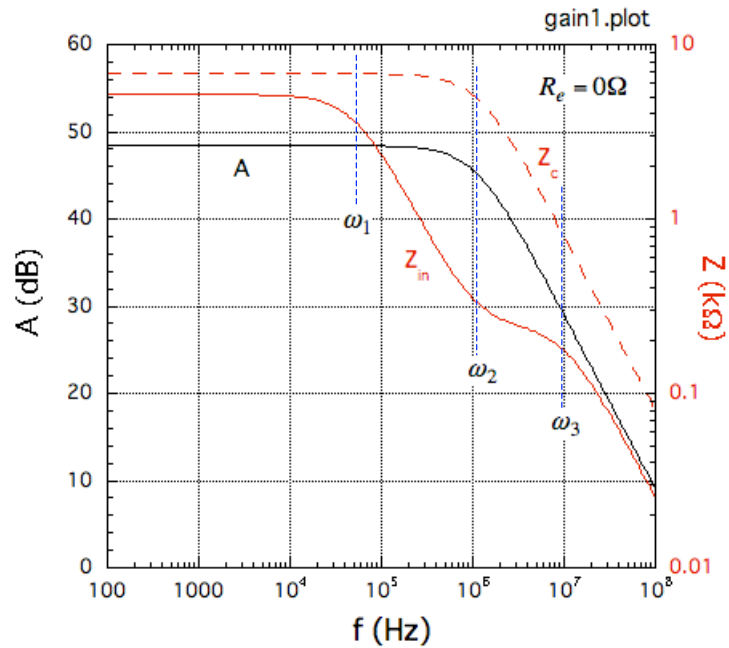 gain1.plot
60
50
40
30
20
10
0
A (dB)
10
1
0.1
0.01
Z (kΩ)
R_e = 0Ω
A
Z_c
Z_in
ω_1
ω_2
ω_3
100 1000 10^4 10^5 10^6 10^7 10^8
f (Hz)